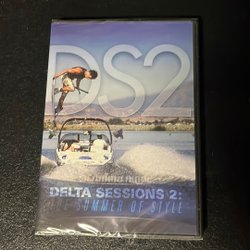 DS2
DELTA SESSIONS 2:
THE SUMMER OF STYLE